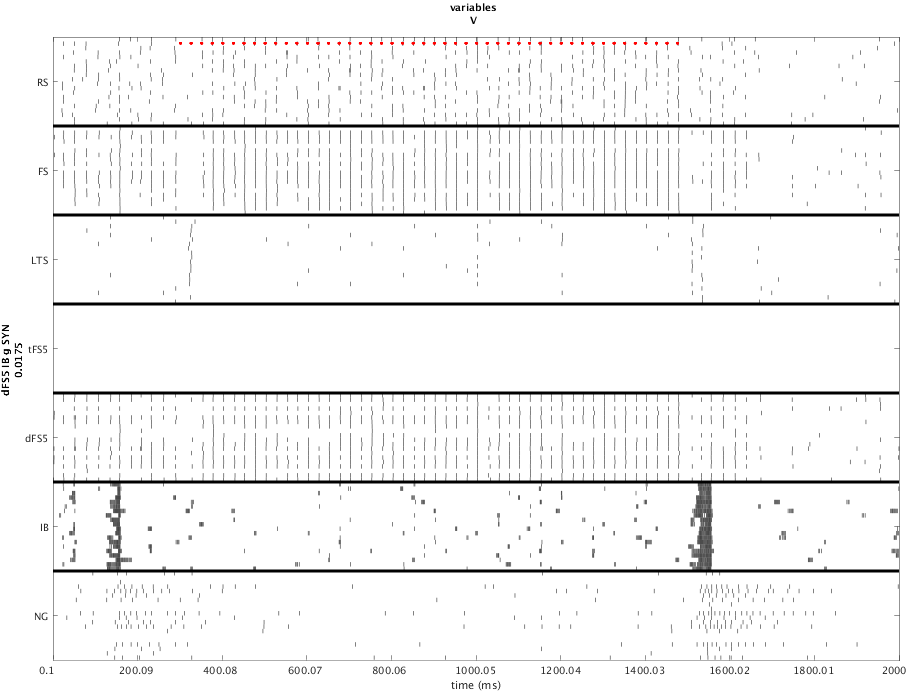 variables
V
RS
FS
LTS
tFS5
dFS5
IB
NG
dFS5 IB g SYN
0.0175
0.1
200.09
400.08
600.07
800.06
1000.05
1200.04
1400.03
1600.02
1800.01
2000
time (ms)